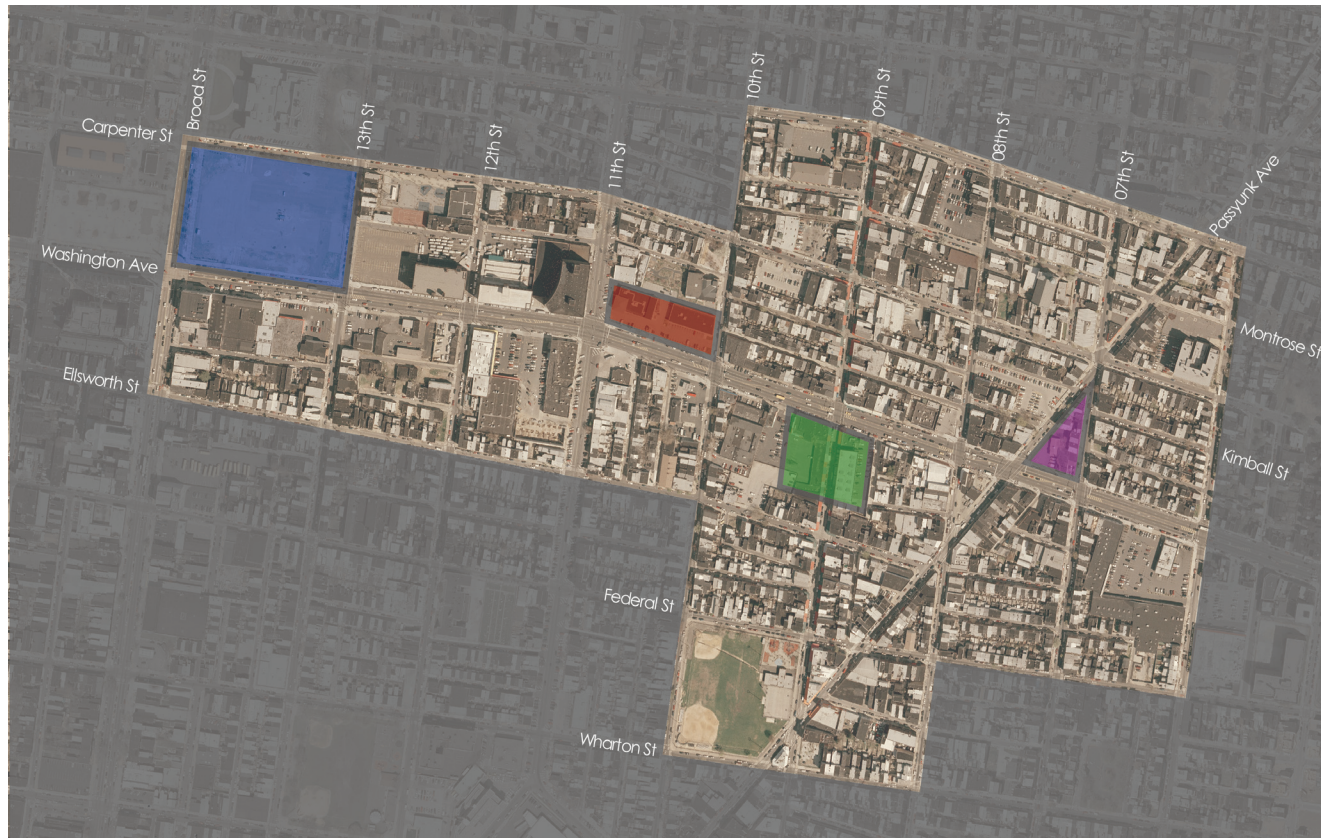 10th St
09th St
Broad St
Carpenter St
13th St
12th St
08th St
11th St
07th St
Passyunk Ave
Washington Ave
Montrose St
Ellsworth St
Kimball St
Federal St
Wharton St